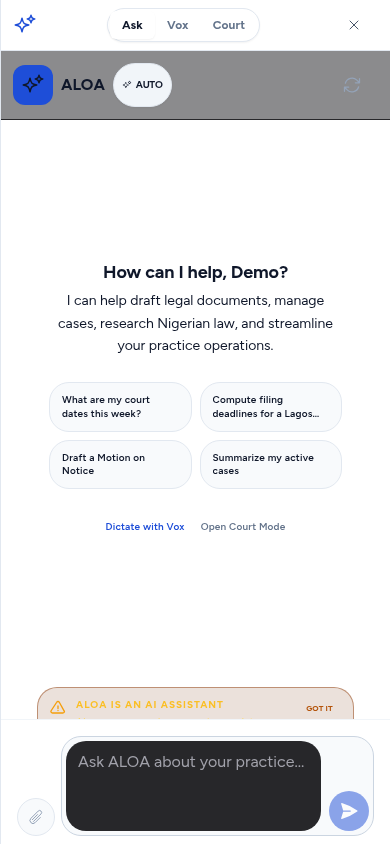 Ask Vox Court
ALOA AUTO
How can I help, Demo?
I can help draft legal documents, manage
cases, research Nigerian law, and streamline
your practice operations.
What are my court
dates this week?
Compute filing
deadlines for a Lagos...
Draft a Motion on
Notice
Summarize my active
cases
Dictate with Vox Open Court Mode
ALOA IS AN AI ASSISTANT GOT IT
Ask ALOA about your practice...